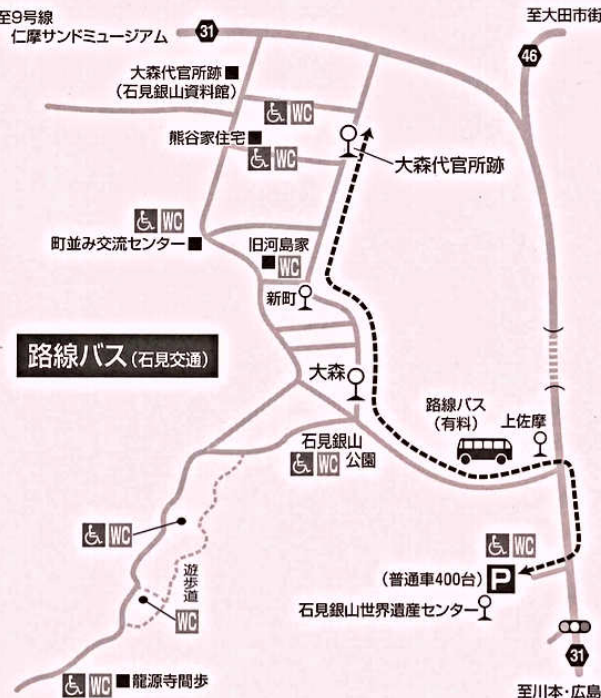 至9号線
仁摩サンドミュージアム
31
至大田市街
46
大森代官所跡
(石見銀山資料館)
WC
熊谷家住宅
WC
大森代官所跡
WC
町並み交流センター
旧河島家
WC
新町
路線バス(石見交通)
大森
路線バス
(有料)
上佐摩
石見銀山
公園
WC
WC
WC
(普通車400台)
P
遊歩道
WC
石見銀山世界遺産センター
31
WC
龍源寺間歩
至川本・広島